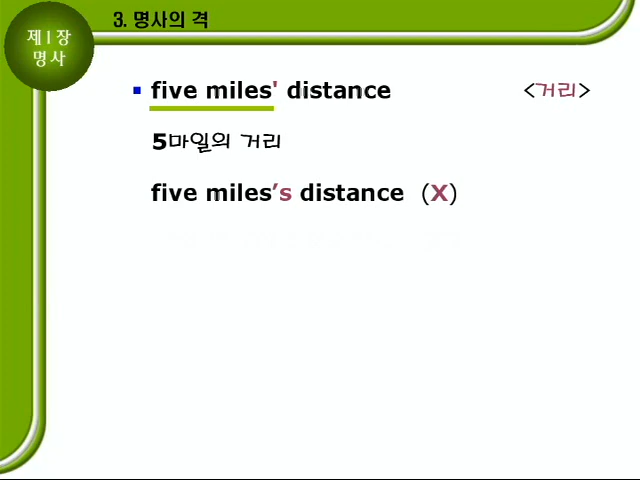 3. 명사의 격
제 I 장
명사
five miles' distance <거리>
5마일의 거리
five miles’s distance (X)